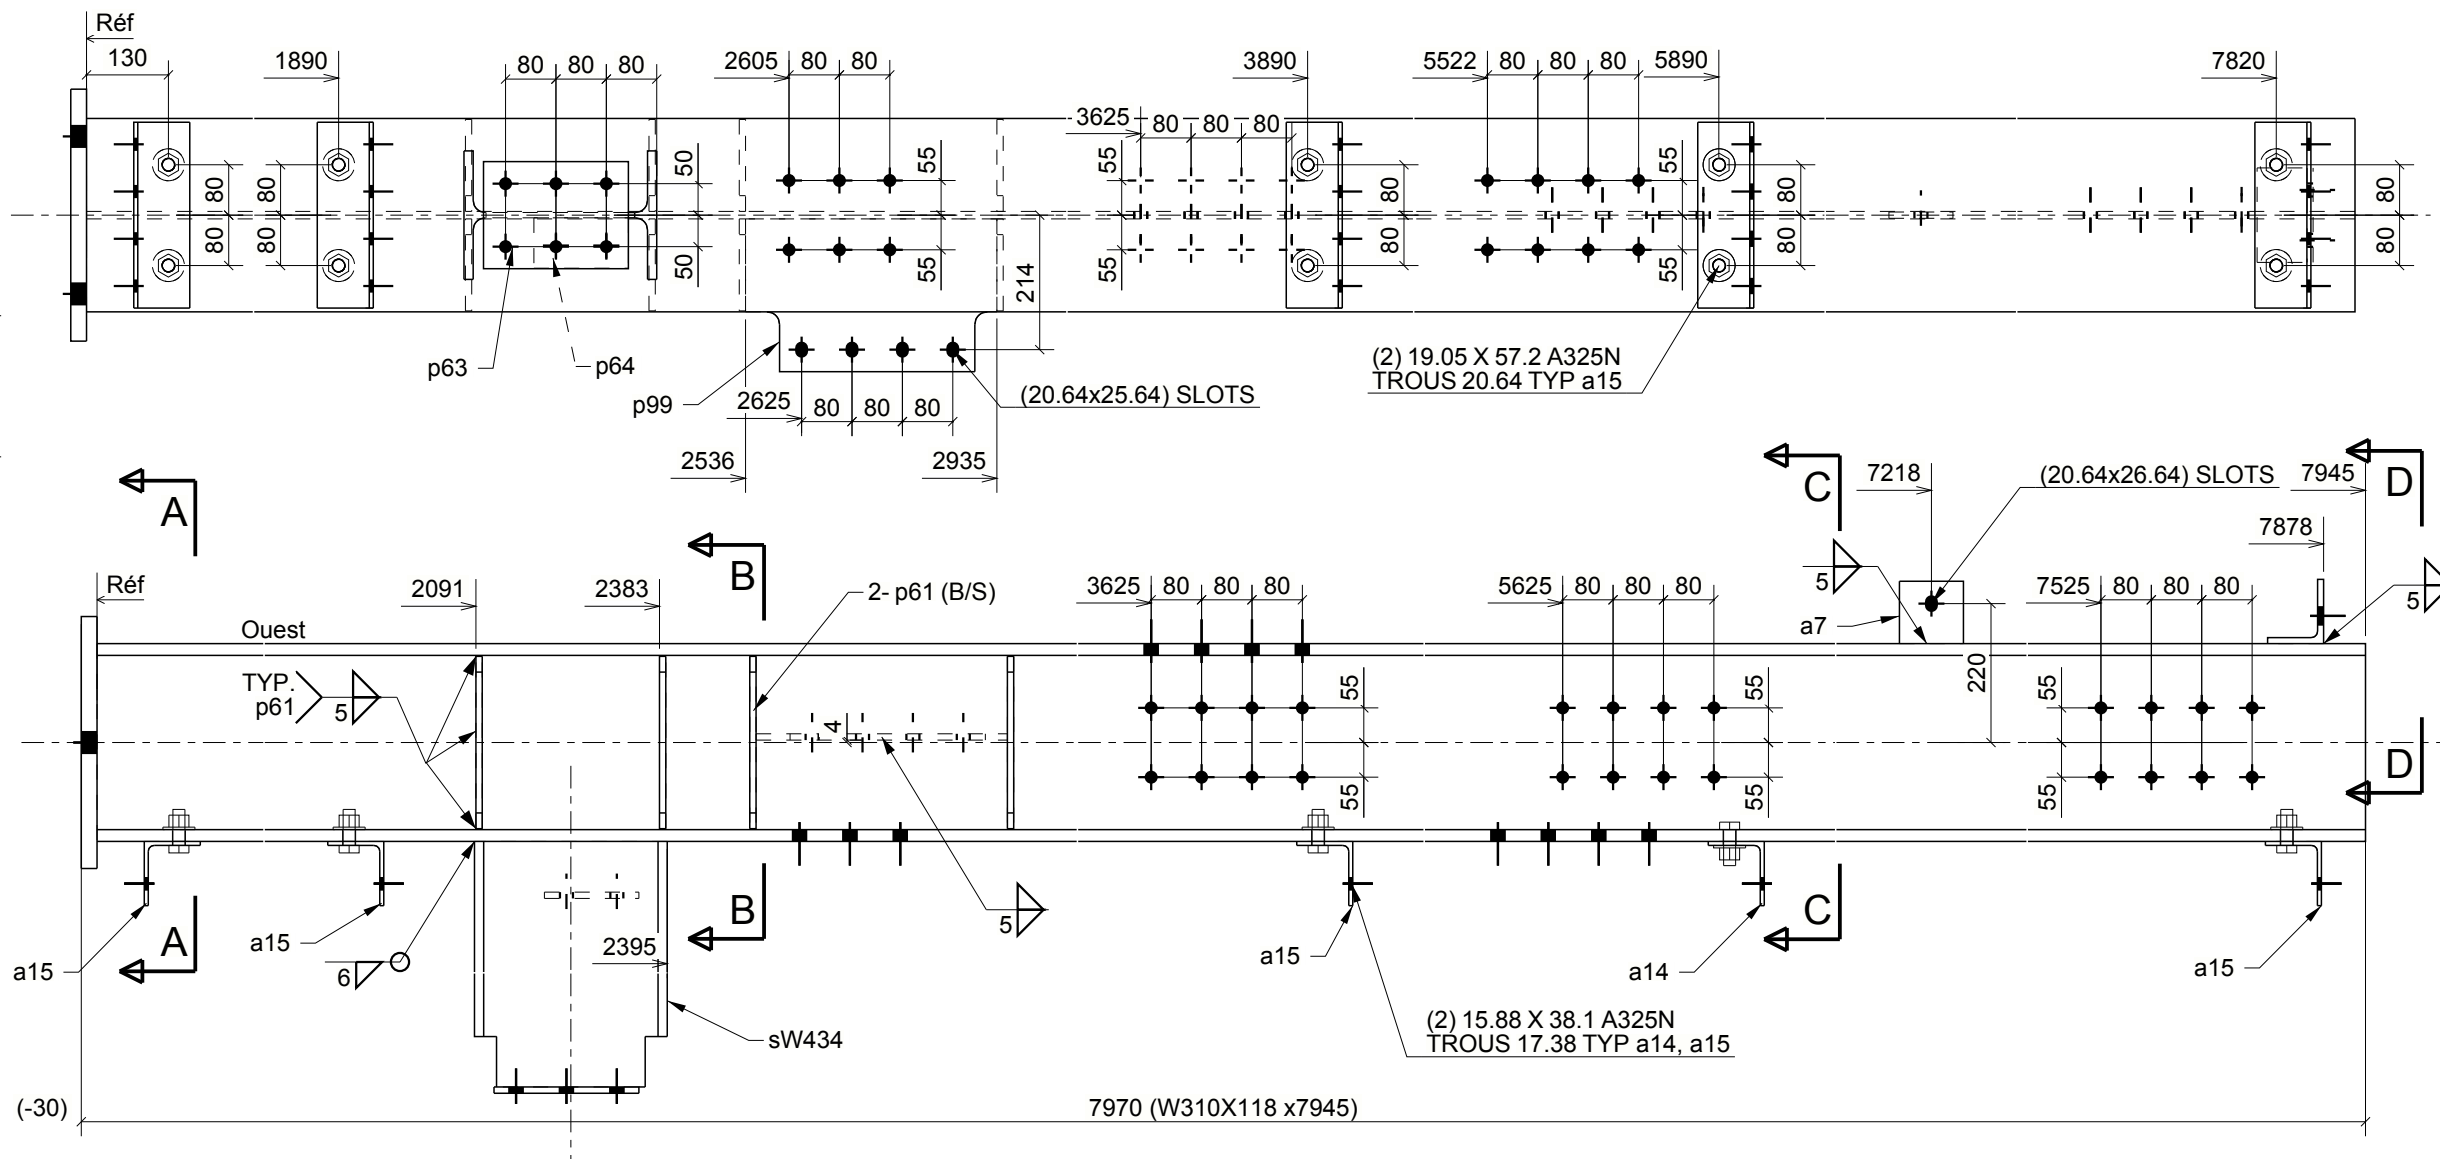 Réf
130
1890
80 80 80
2605 80 80
3890
5522 80 80 80 5890
7820
3625 80 80 80
80
80
80
80
50
50
55
55
214
55
55
80
80
55
55
80
80
80
80
p63
p64
p99
2625 80 80 80
(20.64x25.64) SLOTS
(2) 19.05 X 57.2 A325N
TROUS 20.64 TYP a15
2536
2935
A
B
C
D
7218
(20.64x26.64) SLOTS
7945
7878
Réf
2091
2383
2- p61 (B/S)
3625 80 80 80
5625 80 80 80
5
a7
7525 80 80 80
5
Ouest
TYP.
p61
5
4
55
55
55
55
220
55
55
A
B
C
D
5
6
2395
a15
a15
a15
a14
a15
sW434
(2) 15.88 X 38.1 A325N
TROUS 17.38 TYP a14, a15
(-30)
7970 (W310X118 x7945)